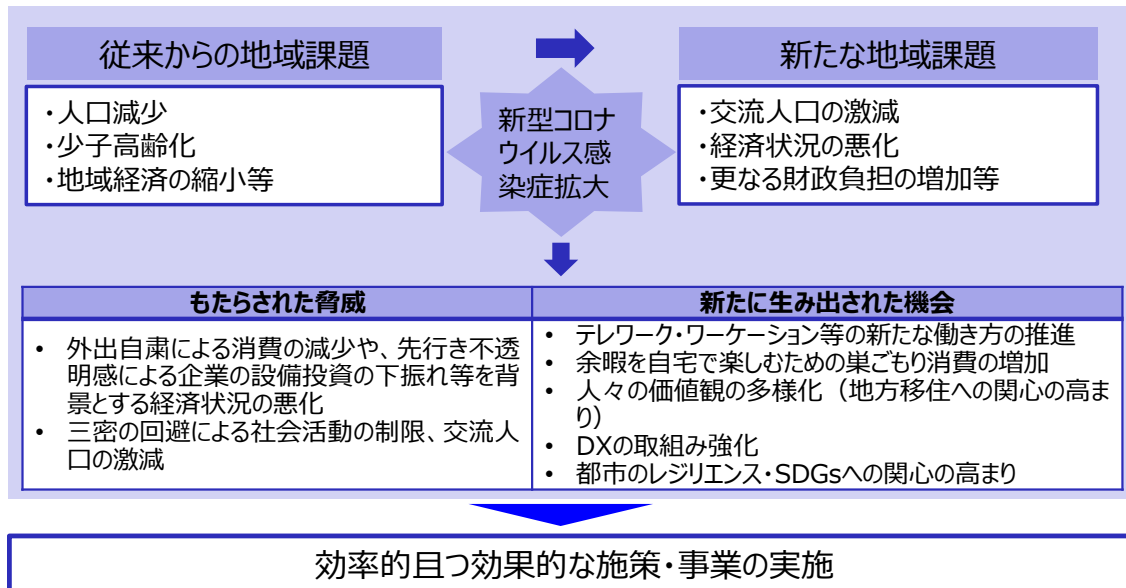 従来からの地域課題
・人口減少
・少子高齢化
・地域経済の縮小等
新型コロナ
ウイルス感
染症拡大
新たな地域課題
・交流人口の激減
・経済状況の悪化
・更なる財政負担の増加等
もたらされた脅威
• 外出自粛による消費の減少や、先行き不透
明感による企業の設備投資の下振れ等を背
景とする経済状況の悪化
• 三密の回避による社会活動の制限、交流人
口の激減
新たに生み出された機会
• テレワーク・ワーケーション等の新たな働き方の推進
• 余暇を自宅で楽しむための巣ごもり消費の増加
• 人々の価値観の多様化（地方移住への関心の高ま
り）
• DXの取組み強化
• 都市のレジリエンス・SDGsへの関心の高まり
効率的且つ効果的な施策・事業の実施